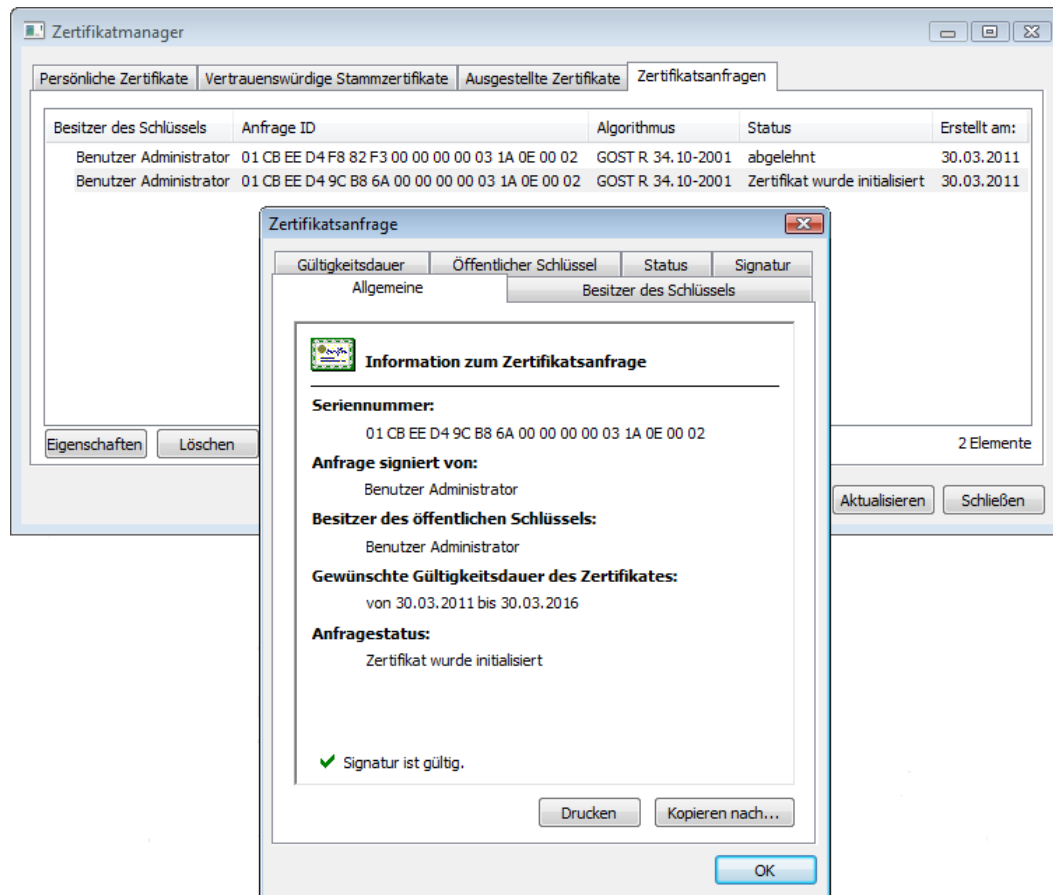 Zertifikatmanager
Persönliche Zertifikate Vertrauenswürdige Stammzertifikate Ausgestellte Zertifikate Zertifikatsanfragen
Besitzer des Schlüssels Anfrage ID Algorithmus Status Erstellt am:
Benutzer Administrator 01 CB EE D4 F8 82 F3 00 00 00 00 03 1A 0E 00 02 GOST R 34.10-2001 abgelehnt 30.03.2011
Benutzer Administrator 01 CB EE D4 9C B8 6A 00 00 00 00 03 1A 0E 00 02 GOST R 34.10-2001 Zertifikat wurde initialisiert 30.03.2011
Eigenschaften Löschen 2 Elemente
Aktualisieren Schließen
Zertifikatsanfrage
Gültigkeitsdauer Öffentlicher Schlüssel Status Signatur
Allgemeine Besitzer des Schlüssels
Information zum Zertifikatsanfrage
Seriennummer:
01 CB EE D4 9C B8 6A 00 00 00 00 03 1A 0E 00 02
Anfrage signiert von:
Benutzer Administrator
Besitzer des öffentlichen Schlüssels:
Benutzer Administrator
Gewünschte Gültigkeitsdauer des Zertifikates:
von 30.03.2011 bis 30.03.2016
Anfragestatus:
Zertifikat wurde initialisiert
Signatur ist gültig.
Drucken Kopieren nach...
OK